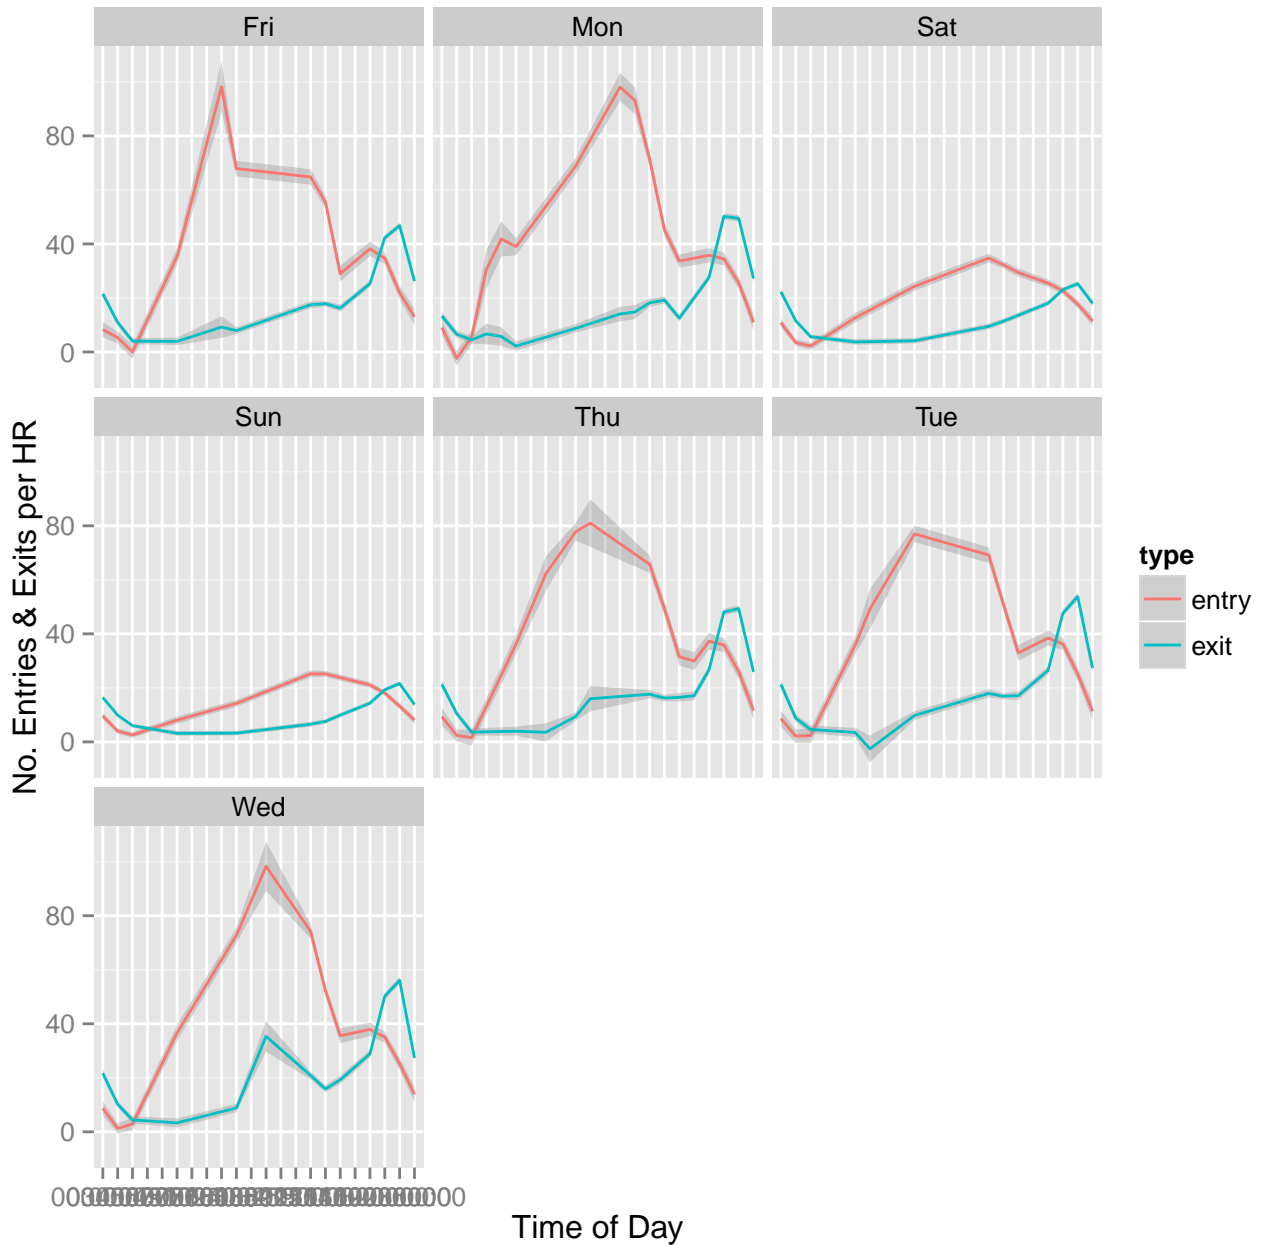 Fri
Mon
Sat
80
40
0
Sun
Thu
Tue
80
40
0
Wed
80
40
0
No. Entries & Exits per HR
Time of Day
type
entry
exit